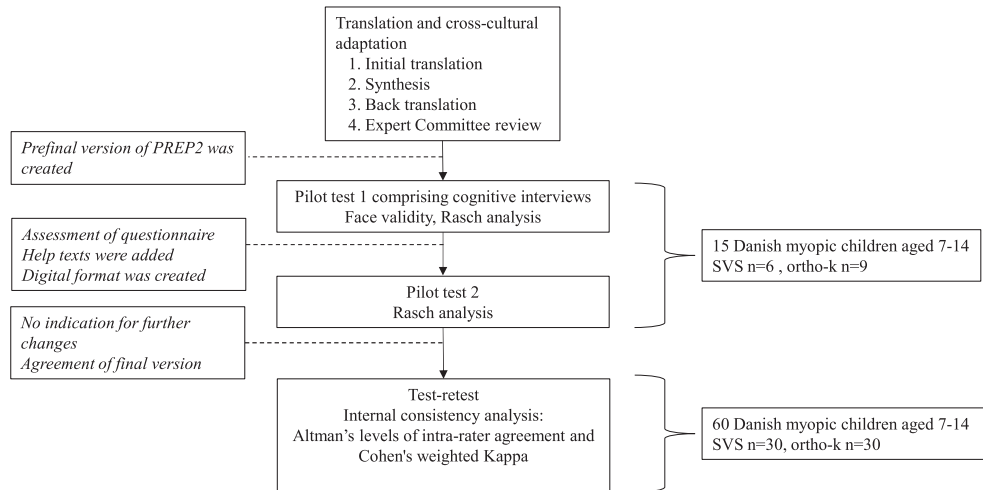 Translation and cross-cultural
adaptation
1. Initial translation
2. Synthesis
3. Back translation
4. Expert Committee review
Prefinal version of PREP2 was
created
Pilot test 1 comprising cognitive interviews
Face validity, Rasch analysis
Assessment of questionnaire
Help texts were added
Digital format was created
15 Danish myopic children aged 7-14
SVS n=6 , ortho-k n=9
Pilot test 2
Rasch analysis
No indication for further
changes
Agreement of final version
Test-retest
Internal consistency analysis:
Altman's levels of intra-rater agreement and
Cohen's weighted Kappa
60 Danish myopic children aged 7-14
SVS n=30, ortho-k n=30